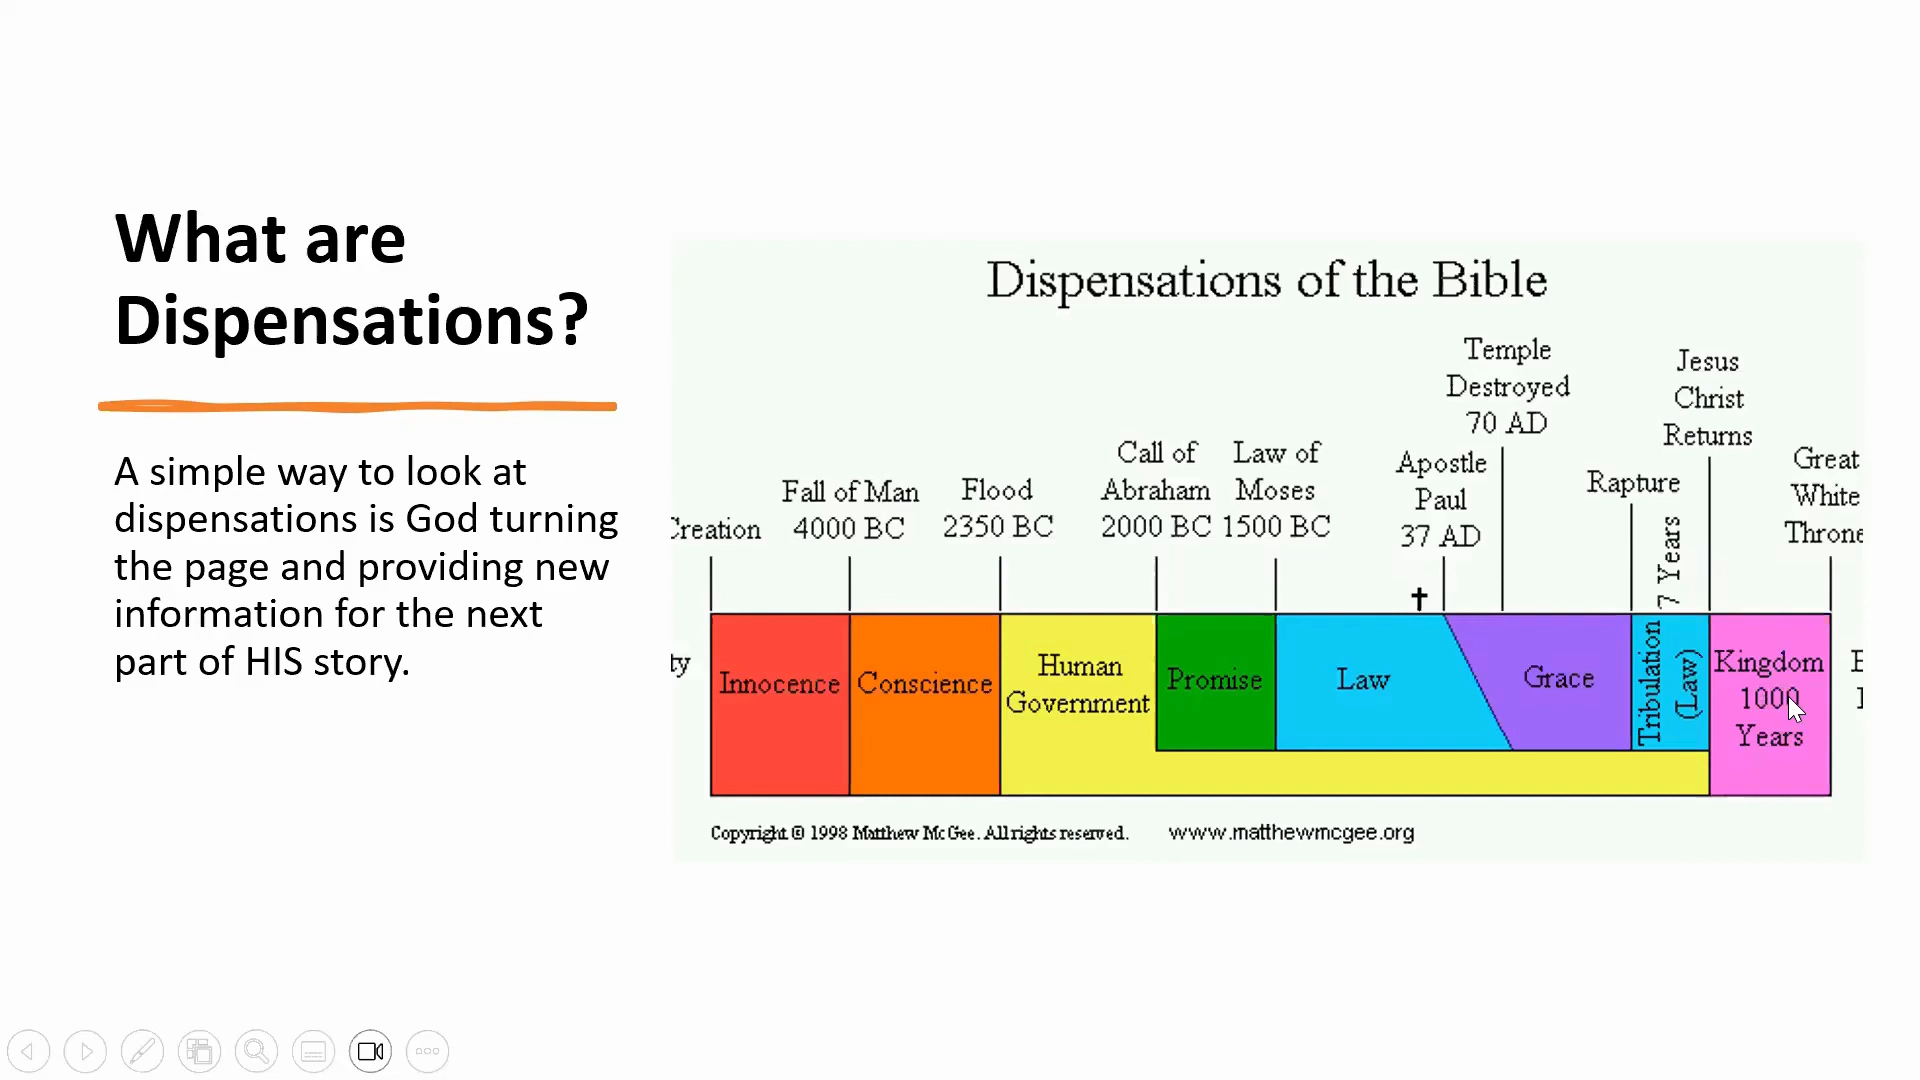 What are
Dispensations?
A simple way to look at
dispensations is God turning
the page and providing new
information for the next
part of HIS story.
Dispensations of the Bible
Temple
Destroyed
70 AD
Jesus
Christ
Returns
Call of
Abraham
2000 BC
Law of
Moses
1500 BC
Apostle
Paul
37 AD
Great
White
Throne
Rapture
Fall of Man
4000 BC
Flood
2350 BC
Creation
7 Years
ty
Innocence
Conscience
Human
Government
Promise
Law
Grace
Tribulation
(Law)
Kingdom
1000
Years
Copyright © 1998 Matthew McGee. All rights reserved.
www.matthewmcgee.org